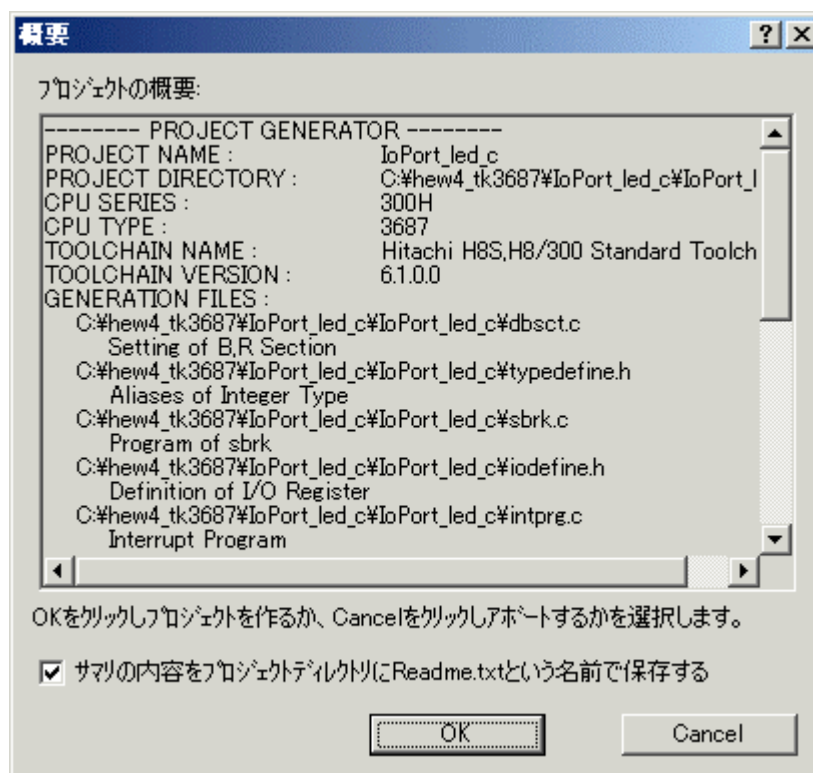 概要
プロジェクトの概要:
-------- PROJECT GENERATOR --------
PROJECT NAME : IoPort_led_c
PROJECT DIRECTORY : C:¥hew4_tk3687¥IoPort_led_c¥IoPort_l
CPU SERIES : 300H
CPU TYPE : 3687
TOOLCHAIN NAME : Hitachi H8S,H8/300 Standard Toolch
TOOLCHAIN VERSION : 6.1.0.0
GENERATION FILES :
C:¥hew4_tk3687¥IoPort_led_c¥IoPort_led_c¥dbsct.c
Setting of B,R Section
C:¥hew4_tk3687¥IoPort_led_c¥IoPort_led_c¥typedefine.h
Aliases of Integer Type
C:¥hew4_tk3687¥IoPort_led_c¥IoPort_led_c¥sbrk.c
Program of sbrk
C:¥hew4_tk3687¥IoPort_led_c¥IoPort_led_c¥iodefine.h
Definition of I/O Register
C:¥hew4_tk3687¥IoPort_led_c¥IoPort_led_c¥intprg.c
Interrupt Program
OKをクリックしプロジェクトを作るか、Cancelをクリックしアボートするかを選択します。
サマリの内容をプロジェクトディレクトリにReadme.txtという名前で保存する
OK
Cancel